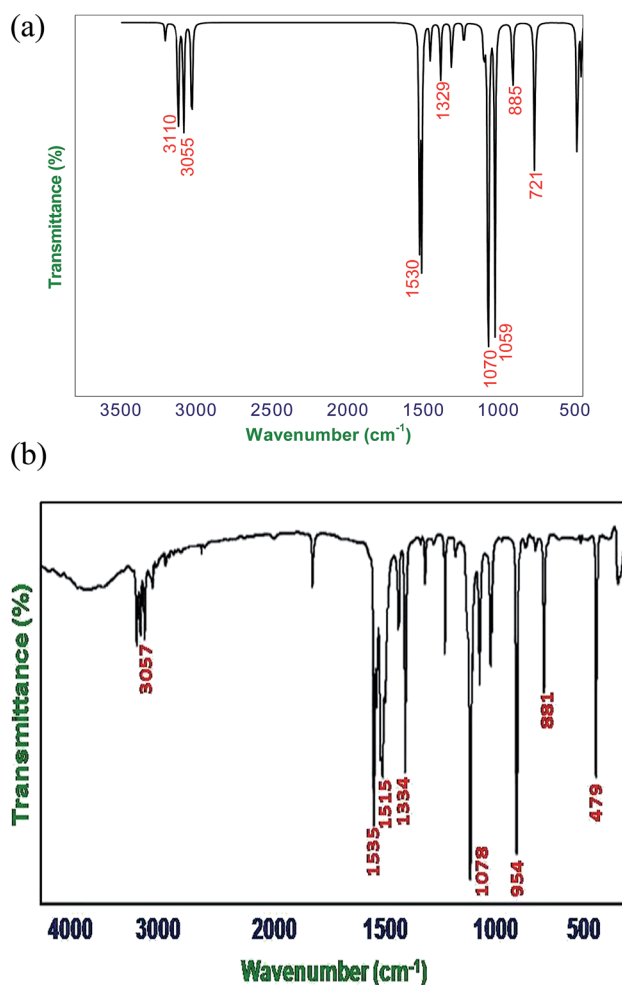 (a)
Transmittance (%)
3110
3055
1530
1329
1070
1059
885
721
3500 3000 2500 2000 1500 1000 500
Wavenumber (cm⁻¹)
(b)
Transmittance (%)
3057
1535
1515
1334
1078
954
881
479
4000 3000 2000 1500 1000 500
Wavenumber (cm⁻¹)